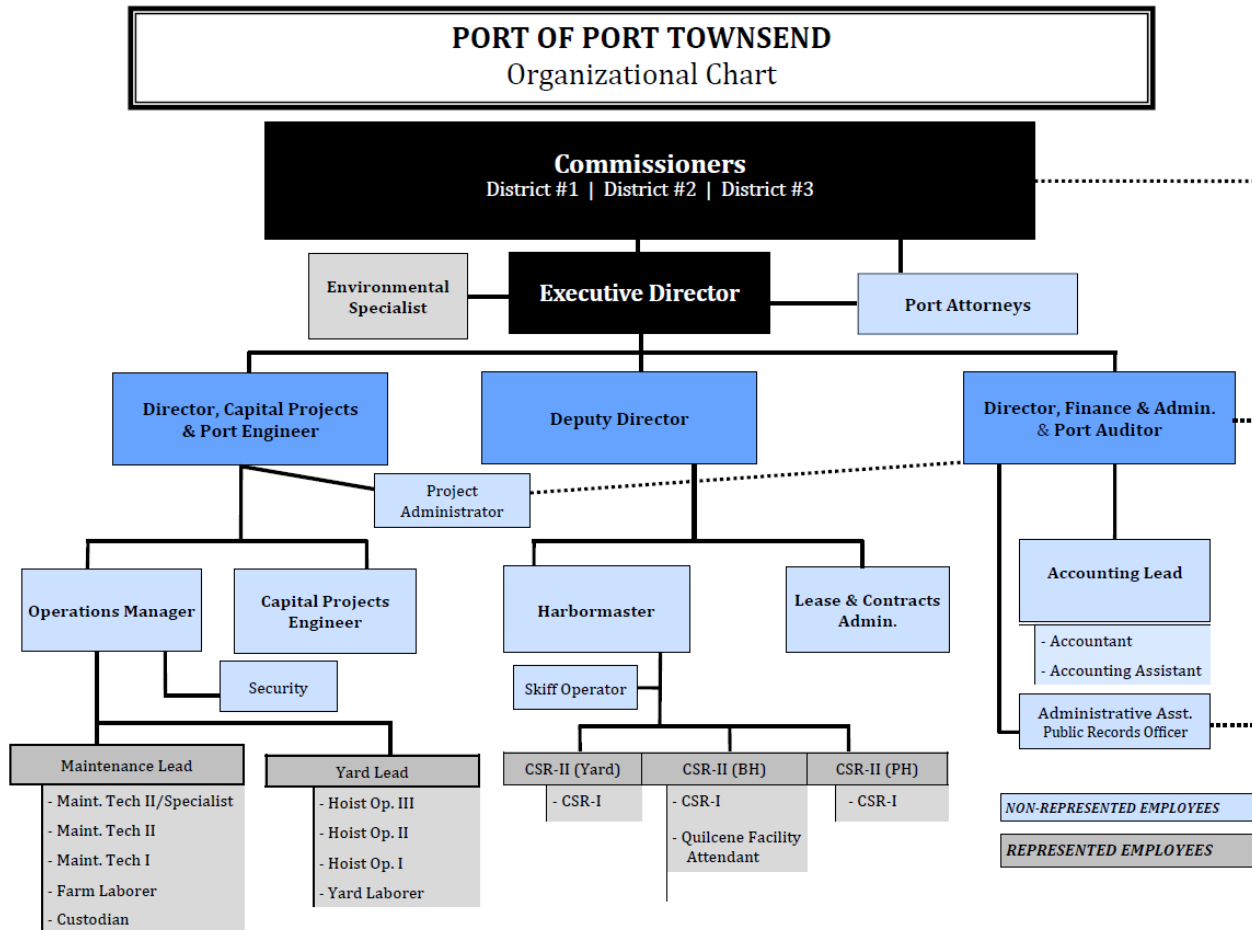 PORT OF PORT TOWNSEND
Organizational Chart
Commissioners
District #1 | District #2 | District #3
Environmental
Specialist
Executive Director
Port Attorneys
Director, Capital Projects
& Port Engineer
Deputy Director
Director, Finance & Admin.
& Port Auditor
Project
Administrator
Operations Manager
Capital Projects
Engineer
Harbormaster
Lease & Contracts
Admin.
Accounting Lead
- Accountant
- Accounting Assistant
Security
Skiff Operator
Administrative Asst.
Public Records Officer
Maintenance Lead
- Maint. Tech II/Specialist
- Maint. Tech II
- Maint. Tech I
- Farm Laborer
- Custodian
Yard Lead
- Hoist Op. III
- Hoist Op. II
- Hoist Op. I
- Yard Laborer
CSR-II (Yard)
- CSR-I
CSR-II (BH)
- CSR-I
- Quilcene Facility
Attendant
CSR-II (PH)
- CSR-I
NON-REPRESENTED EMPLOYEES
REPRESENTED EMPLOYEES